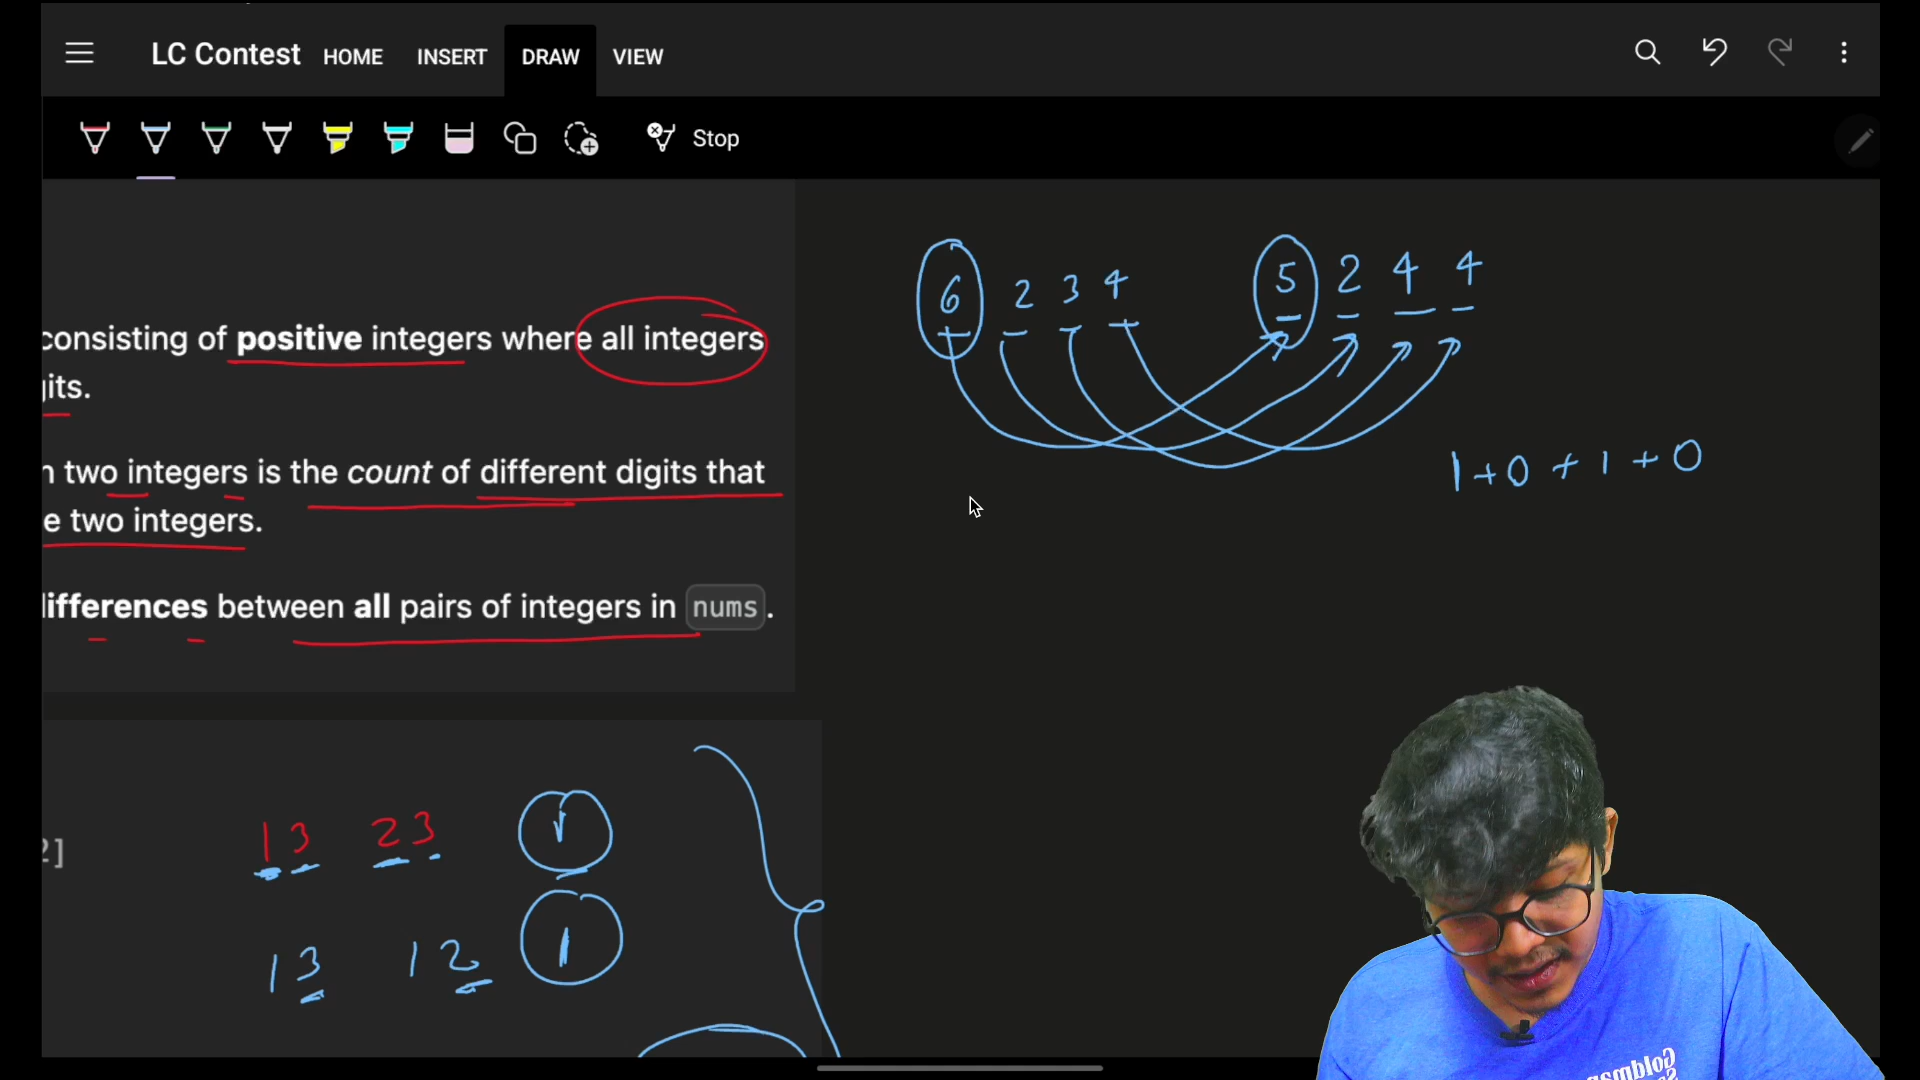 LC Contest HOME INSERT DRAW VIEW
Stop
6 2 3 4 5 2 4 4
consisting of positive integers where all integers
its.
two integers is the count of different digits that
1+0+1+0
e two integers.
ifferences between all pairs of integers in nums.
13 23 1
2]
13 12 1